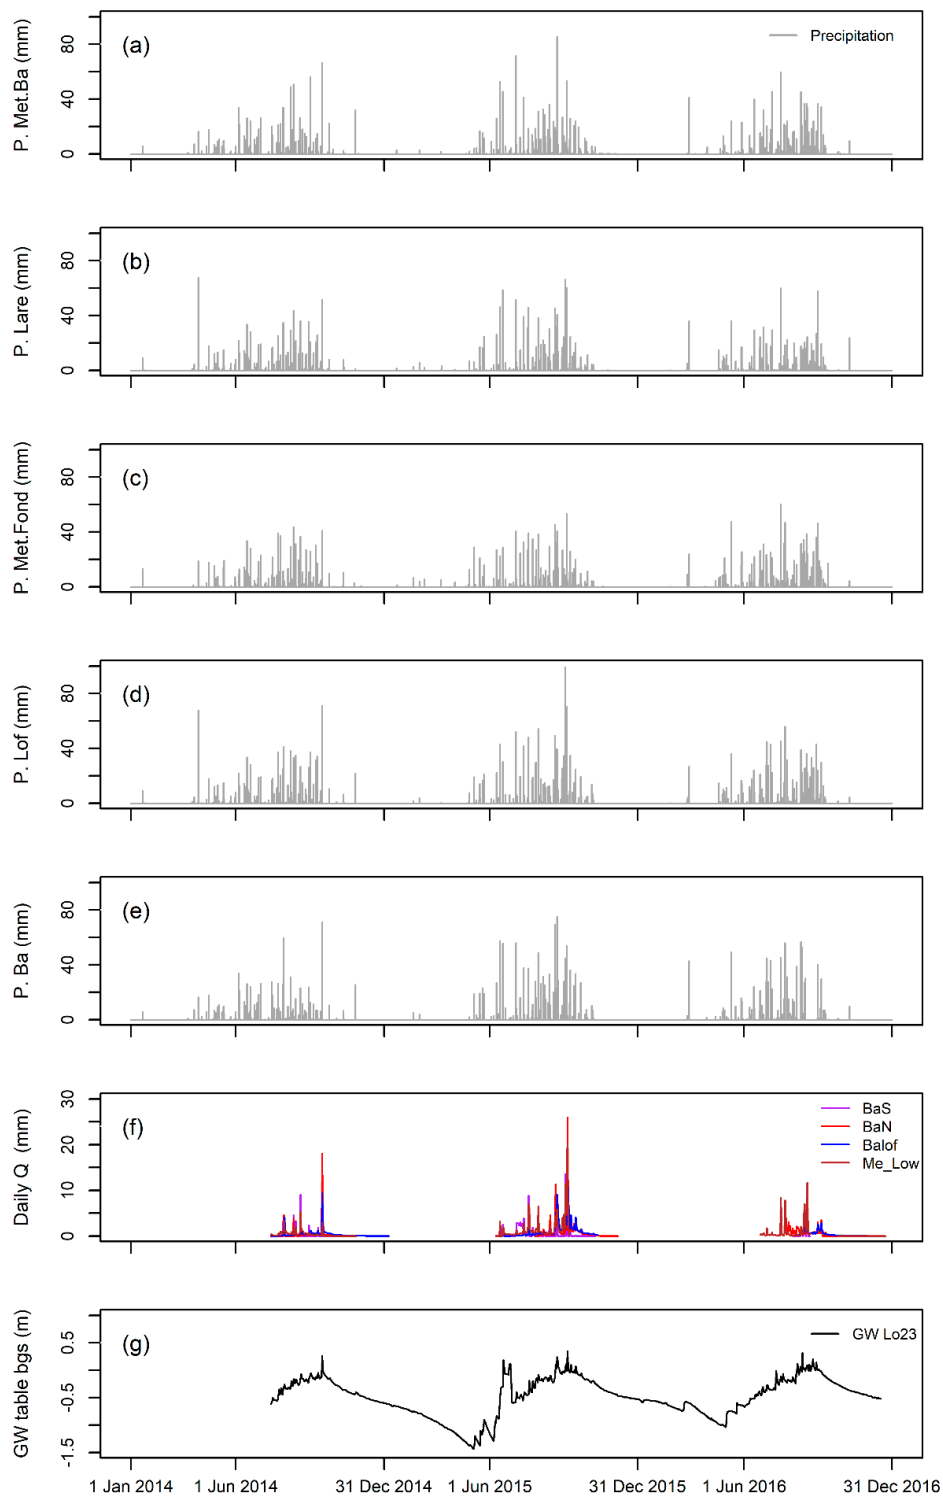 P. Met.Ba (mm)
80
40
0
(a)
Precipitation
P. Lare (mm)
80
40
0
(b)
P. Met.Fond (mm)
80
40
0
(c)
P. Lof (mm)
80
40
0
(d)
P. Ba (mm)
80
40
0
(e)
Daily Q (mm)
30
20
10
0
(f)
BaS
BaN
Balof
Me_Low
GW table bgs (m)
0.5
-0.5
-1.5
(g)
GW Lo23
1 Jan 2014 1 Jun 2014 31 Dec 2014 1 Jun 2015 31 Dec 2015 1 Jun 2016 31 Dec 2016